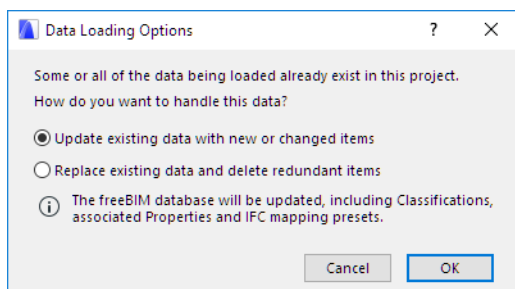 Data Loading Options
?
Some or all of the data being loaded already exist in this project.
How do you want to handle this data?
Update existing data with new or changed items
Replace existing data and delete redundant items
The freeBIM database will be updated, including Classifications,
associated Properties and IFC mapping presets.
Cancel
OK